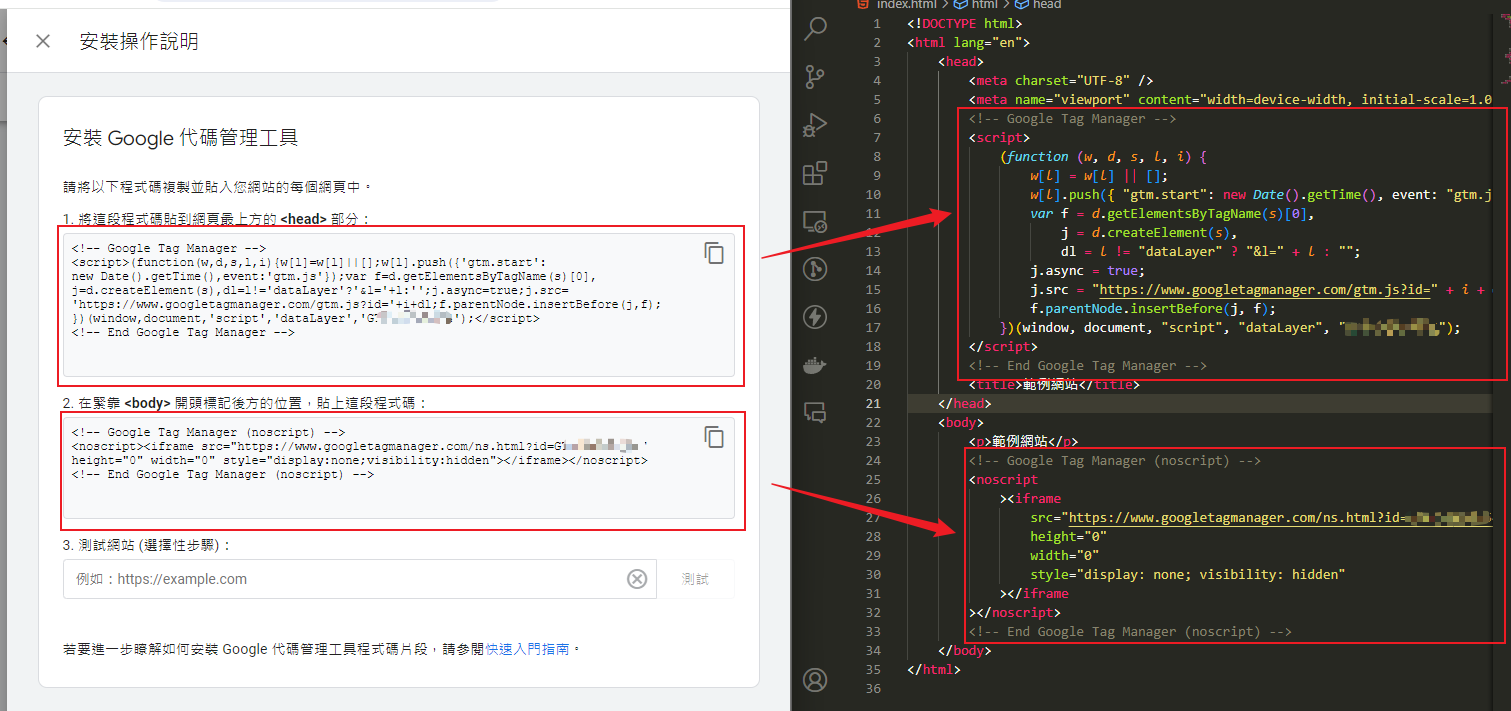 安裝操作說明
安裝 Google 代碼管理工具
請將以下程式碼複製並貼入您網站的每個網頁中。
1. 將這段程式碼貼到網頁最上方的 <head> 部分：
<!-- Google Tag Manager -->
<script>(function(w,d,s,l,i){w[l]=w[l]||[];w[l].push({'gtm.start':
new Date().getTime(),event:'gtm.js'});var f=d.getElementsByTagName(s)[0],
j=d.createElement(s),dl=l!='dataLayer'?'&l='+l:'';j.async=true;j.src=
'https://www.googletagmanager.com/gtm.js?id='+i+dl;f.parentNode.insertBefore(j,f);
})(window,document,'script','dataLayer','GT');</script>
<!-- End Google Tag Manager -->
2. 在緊靠 <body> 開頭標記後方的位置，貼上這段程式碼：
<!-- Google Tag Manager (noscript) -->
<noscript><iframe src="https://www.googletagmanager.com/ns.html?id=GT"
height="0" width="0" style="display:none;visibility:hidden"></iframe></noscript>
<!-- End Google Tag Manager (noscript) -->
3. 測試網站 (選擇性步驟)：
例如：https://example.com
測試
若要進一步瞭解如何安裝 Google 代碼管理工具程式碼片段，請參閱快速入門指南。
index.html > html > head
1 <!DOCTYPE html>
2 <html lang="en">
3 <head>
4 <meta charset="UTF-8" />
5 <meta name="viewport" content="width=device-width, initial-scale=1.0
6 <!-- Google Tag Manager -->
7 <script>
8 (function (w, d, s, l, i) {
9 w[l] = w[l] || [];
10 w[l].push({ "gtm.start": new Date().getTime(), event: "gtm.j
11 var f = d.getElementsByTagName(s)[0],
12 j = d.createElement(s),
13 dl = l != "dataLayer" ? "&l=" + l : "";
14 j.async = true;
15 j.src = "https://www.googletagmanager.com/gtm.js?id=" + i +
16 f.parentNode.insertBefore(j, f);
17 })(window, document, "script", "dataLayer", "");
18 </script>
19 <!-- End Google Tag Manager -->
20 <title>範例網站</title>
21 </head>
22 <body>
23 <p>範例網站</p>
24 <!-- Google Tag Manager (noscript) -->
25 <noscript
26 ><iframe
27 src="https://www.googletagmanager.com/ns.html?id=
28 height="0"
29 width="0"
30 style="display: none; visibility: hidden"
31 ></iframe
32 ></noscript>
33 <!-- End Google Tag Manager (noscript) -->
34 </body>
35 </html>
36